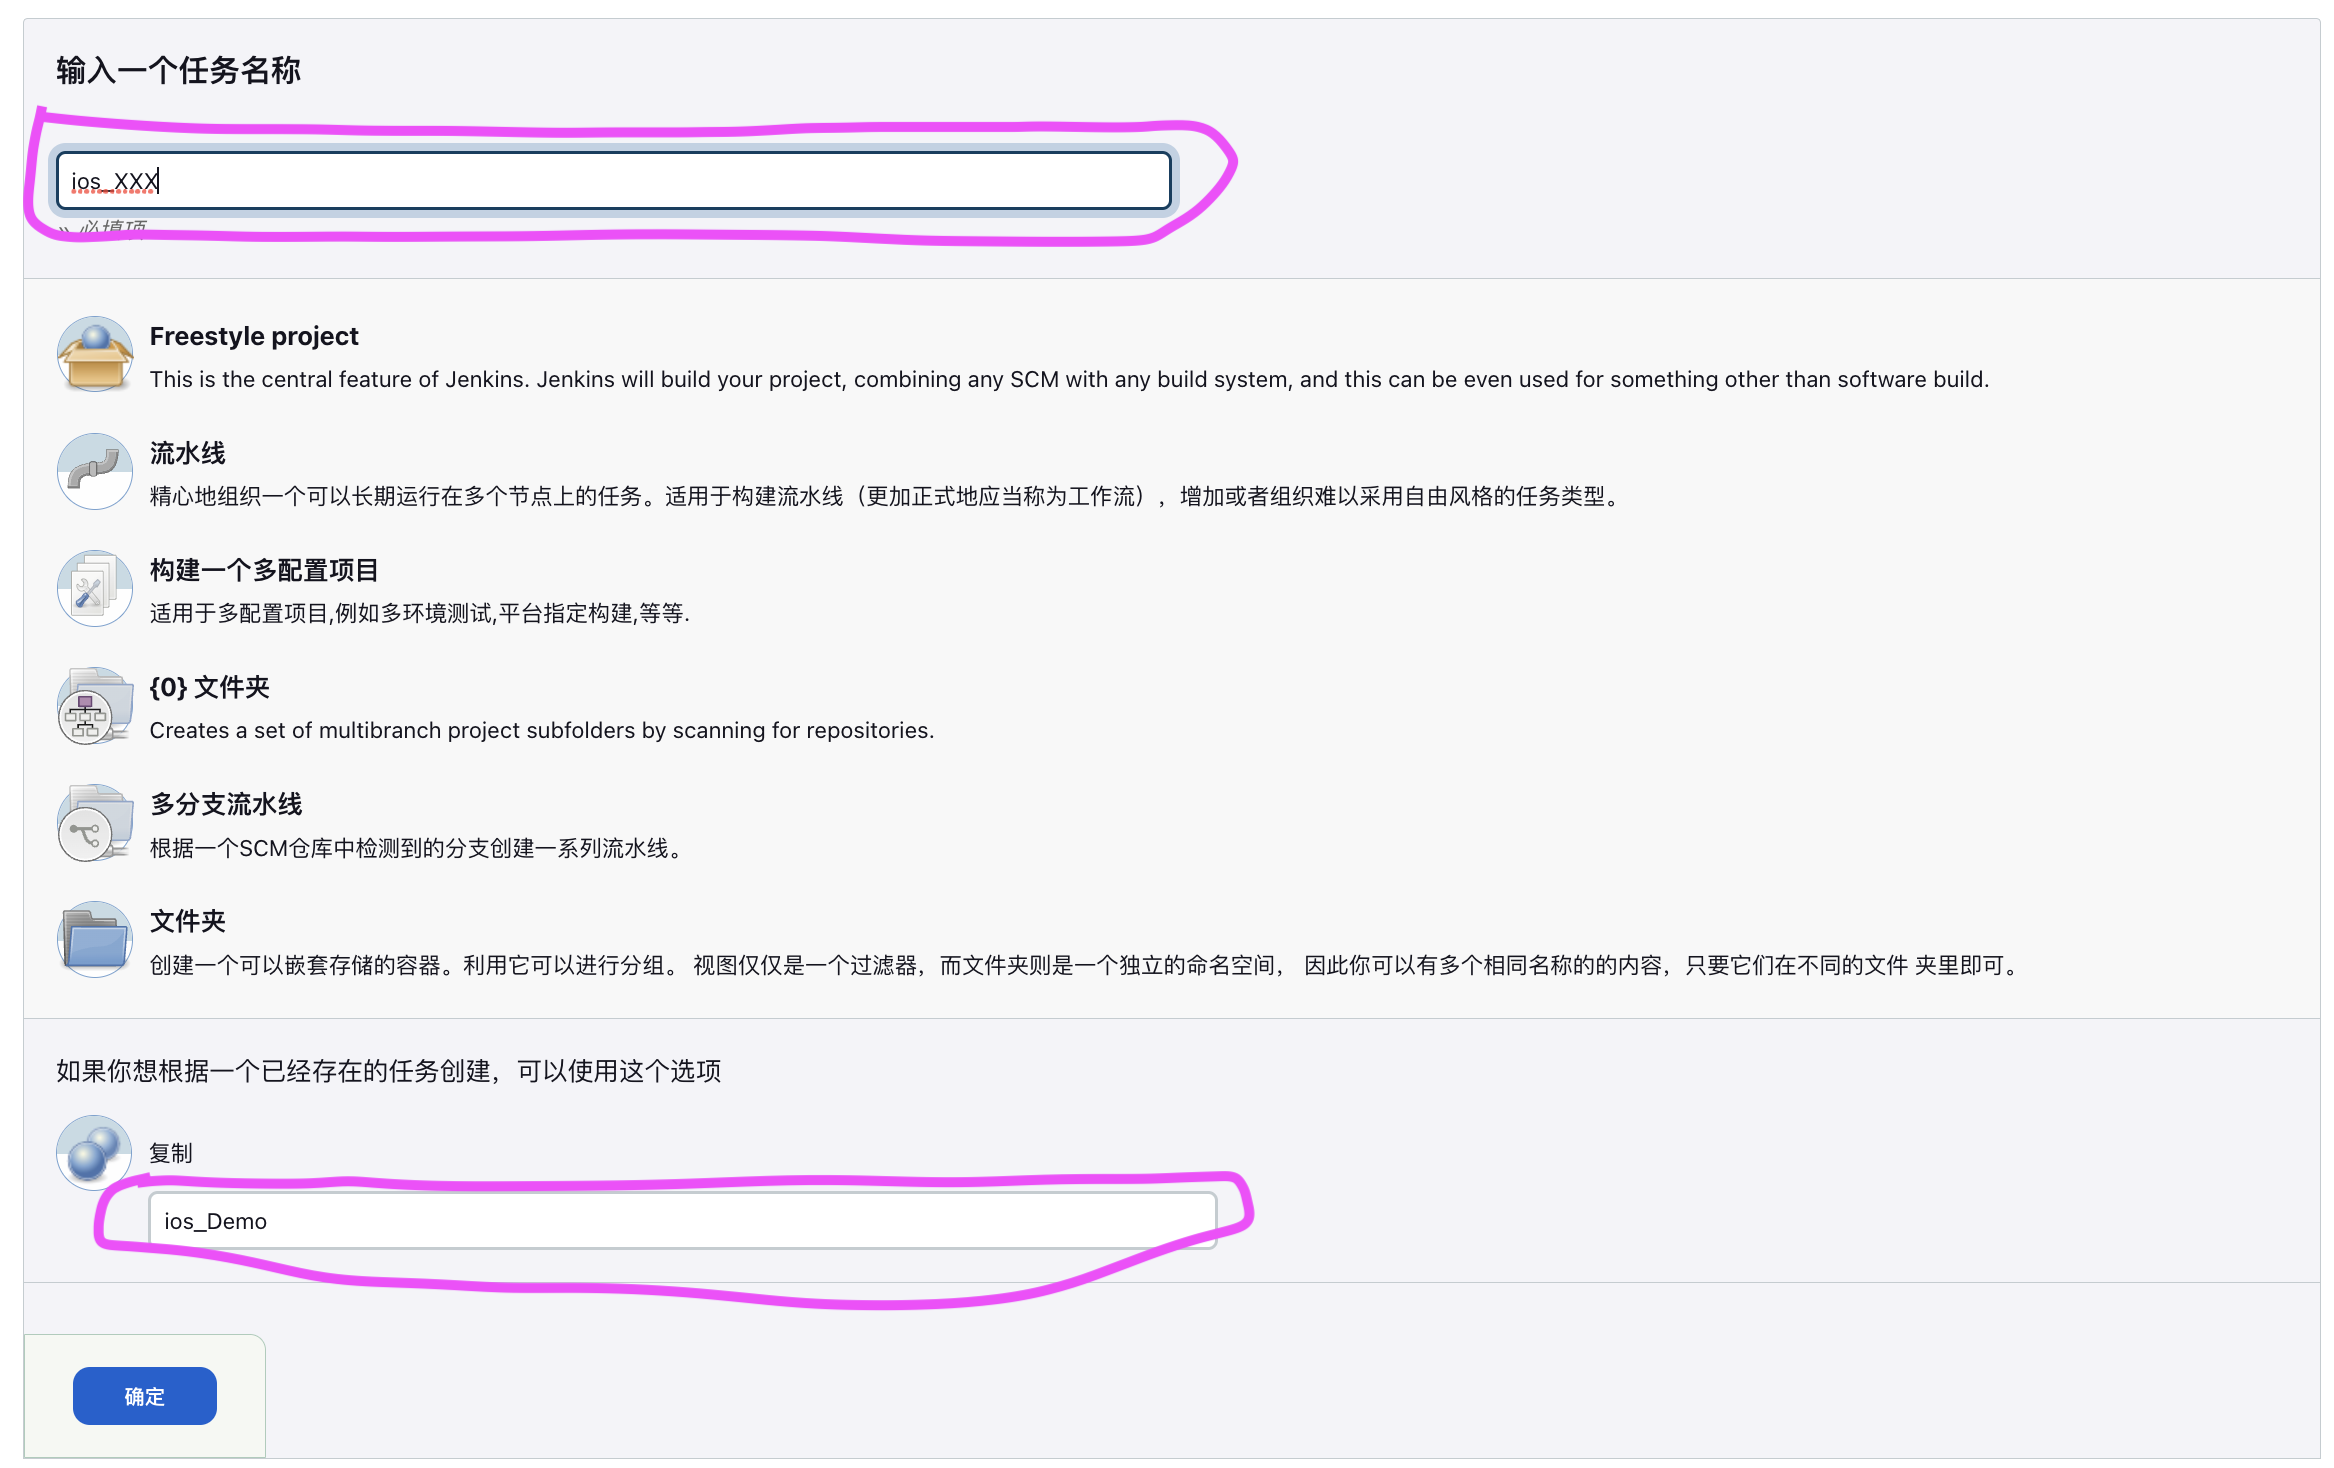 输入一个任务名称
ios_XXX
» 必填项
Freestyle project
This is the central feature of Jenkins. Jenkins will build your project, combining any SCM with any build system, and this can be even used for something other than software build.
流水线
精心地组织一个可以长期运行在多个节点上的任务。适用于构建流水线（更加正式地应当称为工作流），增加或者组织难以采用自由风格的任务类型。
构建一个多配置项目
适用于多配置项目,例如多环境测试,平台指定构建,等等.
{0} 文件夹
Creates a set of multibranch project subfolders by scanning for repositories.
多分支流水线
根据一个SCM仓库中检测到的分支创建一系列流水线。
文件夹
创建一个可以嵌套存储的容器。利用它可以进行分组。 视图仅仅是一个过滤器，而文件夹则是一个独立的命名空间， 因此你可以有多个相同名称的的内容，只要它们在不同的文件 夹里即可。
如果你想根据一个已经存在的任务创建，可以使用这个选项
复制
ios_Demo
确定